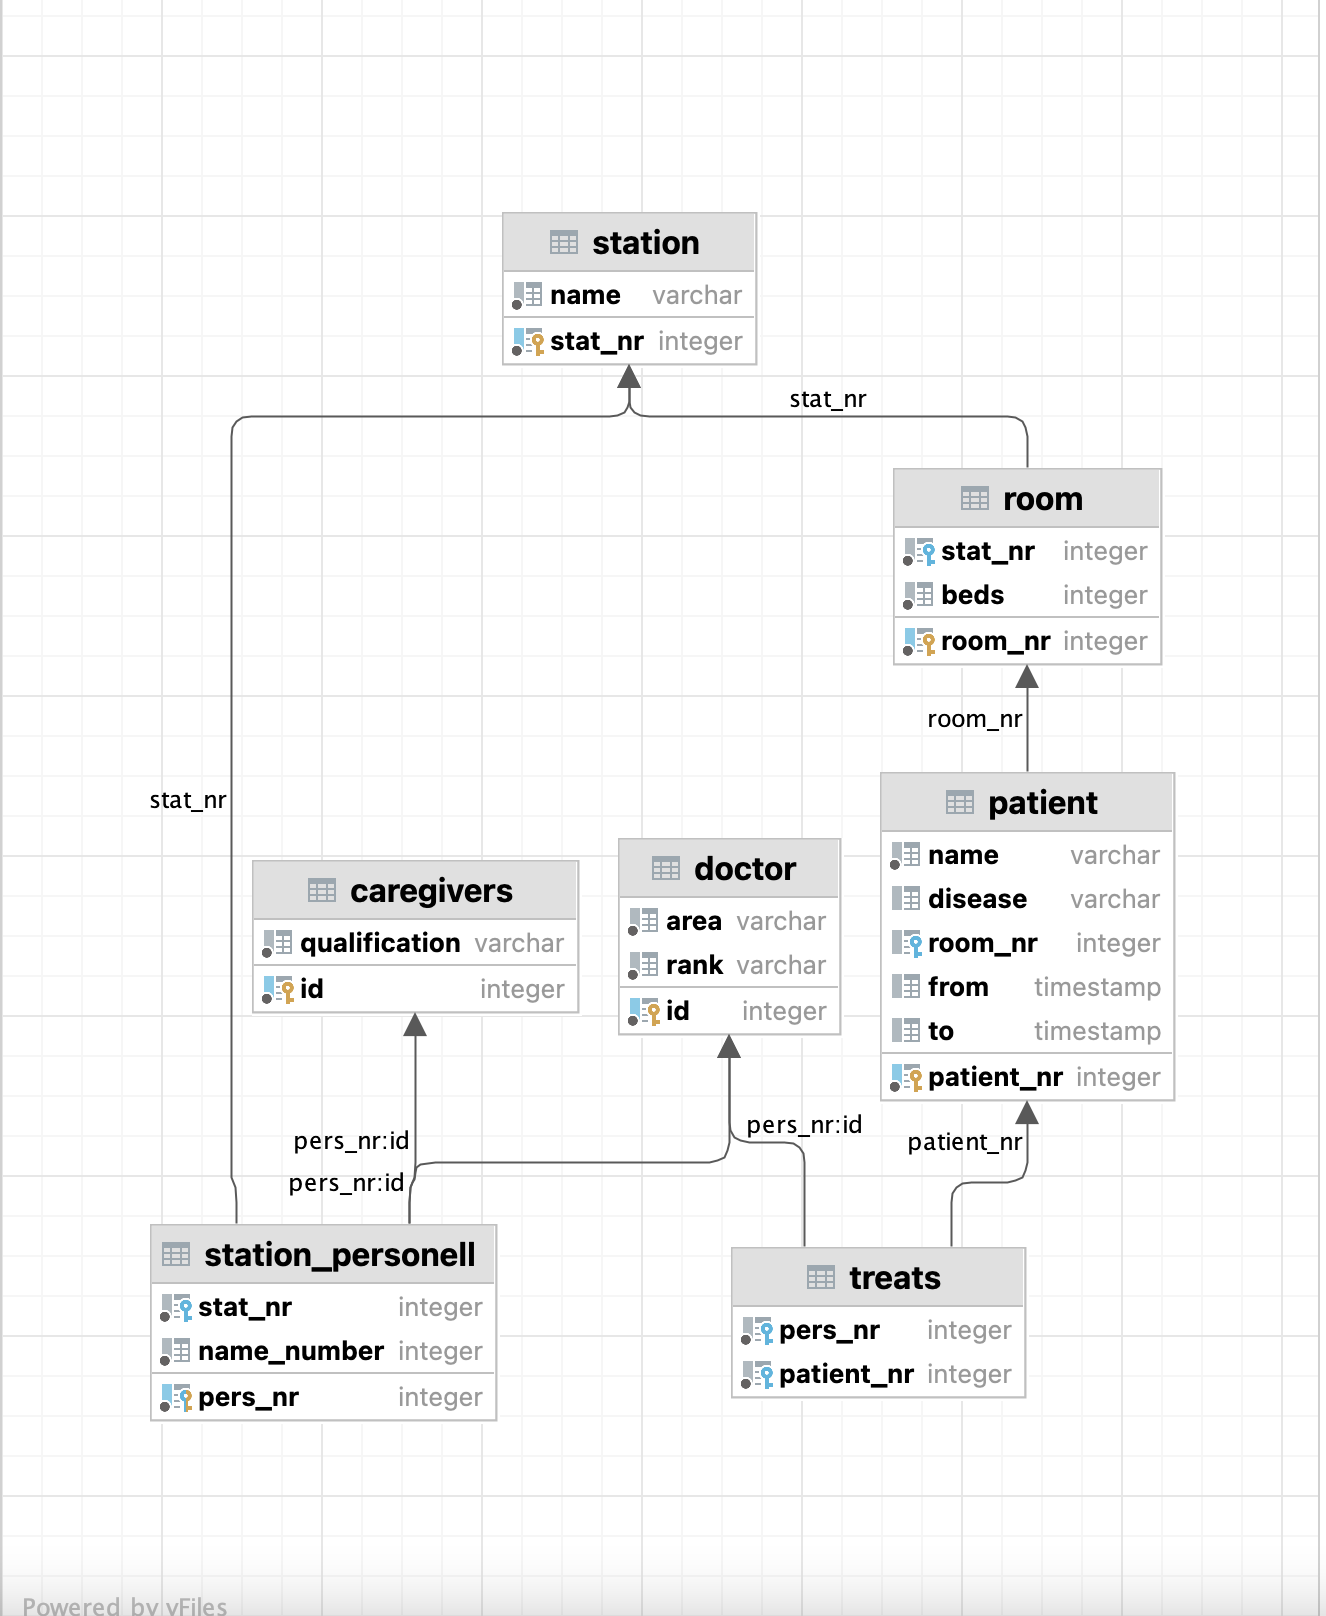 station
name varchar
stat_nr integer
stat_nr
room
stat_nr integer
beds integer
room_nr integer
room_nr
stat_nr
patient
name varchar
disease varchar
room_nr integer
from timestamp
to timestamp
patient_nr integer
doctor
area varchar
rank varchar
id integer
caregivers
qualification varchar
id integer
pers_nr:id
pers_nr:id
pers_nr:id
patient_nr
station_personell
stat_nr integer
name_number integer
pers_nr integer
treats
pers_nr integer
patient_nr integer
Powered by yFiles